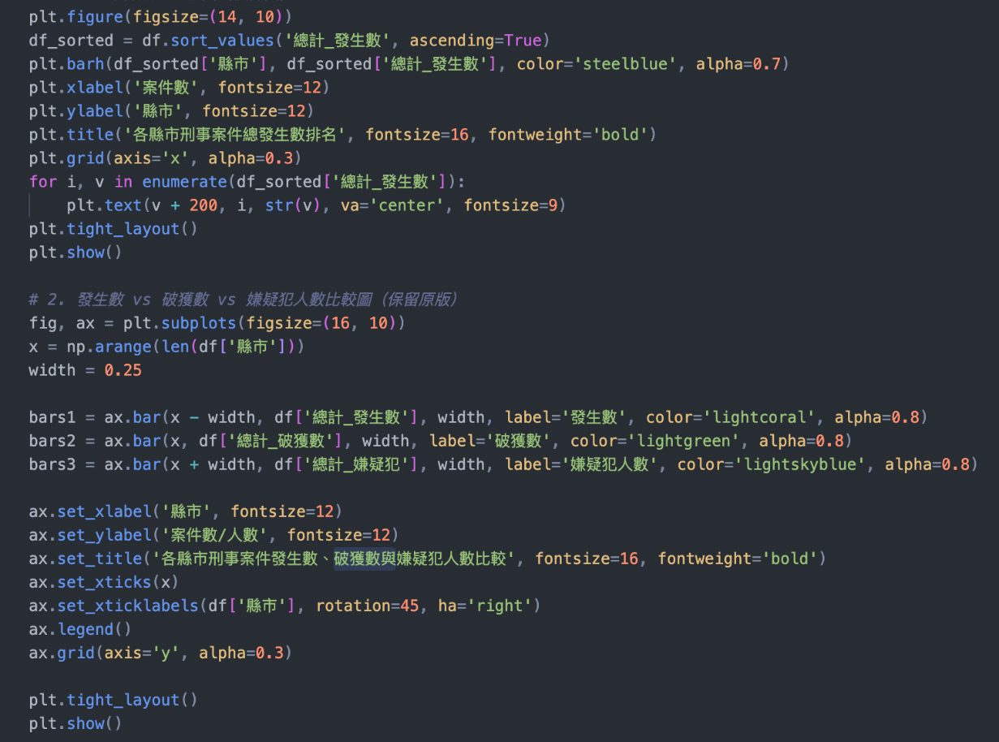 plt.figure(figsize=(14, 10))
df_sorted = df.sort_values('總計_發生數', ascending=True)
plt.barh(df_sorted['縣市'], df_sorted['總計_發生數'], color='steelblue', alpha=0.7)
plt.xlabel('案件數', fontsize=12)
plt.ylabel('縣市', fontsize=12)
plt.title('各縣市刑事案件總發生數排名', fontsize=16, fontweight='bold')
plt.grid(axis='x', alpha=0.3)
for i, v in enumerate(df_sorted['總計_發生數']):
    plt.text(v + 200, i, str(v), va='center', fontsize=9)
plt.tight_layout()
plt.show()
# 2. 發生數 vs 破獲數 vs 嫌疑犯人數比較圖（保留原版）
fig, ax = plt.subplots(figsize=(16, 10))
x = np.arange(len(df['縣市']))
width = 0.25
bars1 = ax.bar(x - width, df['總計_發生數'], width, label='發生數', color='lightcoral', alpha=0.8)
bars2 = ax.bar(x, df['總計_破獲數'], width, label='破獲數', color='lightgreen', alpha=0.8)
bars3 = ax.bar(x + width, df['總計_嫌疑犯'], width, label='嫌疑犯人數', color='lightskyblue', alpha=0.8)
ax.set_xlabel('縣市', fontsize=12)
ax.set_ylabel('案件數/人數', fontsize=12)
ax.set_title('各縣市刑事案件發生數、破獲數與嫌疑犯人數比較', fontsize=16, fontweight='bold')
ax.set_xticks(x)
ax.set_xticklabels(df['縣市'], rotation=45, ha='right')
ax.legend()
ax.grid(axis='y', alpha=0.3)
plt.tight_layout()
plt.show()